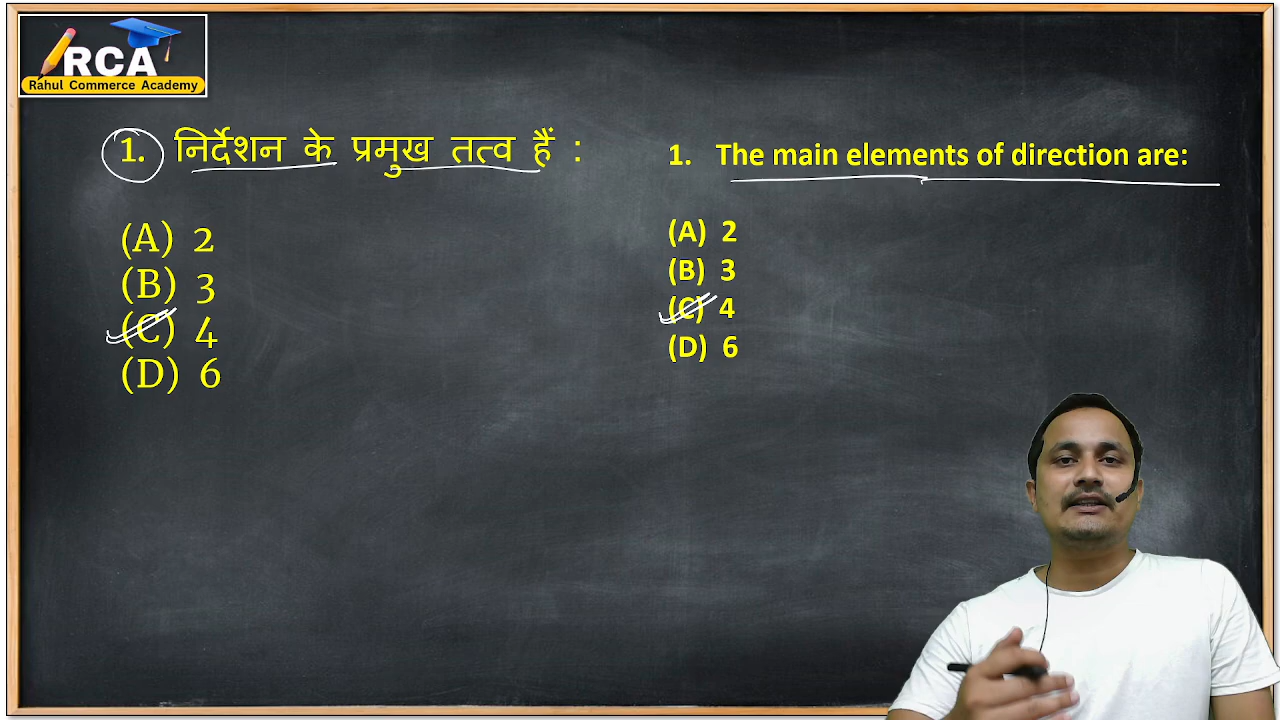 RCA
Rahul Commerce Academy
1. निर्देशन के प्रमुख तत्व हैं :
(A) 2
(B) 3
(C) 4
(D) 6
1. The main elements of direction are:
(A) 2
(B) 3
(C) 4
(D) 6